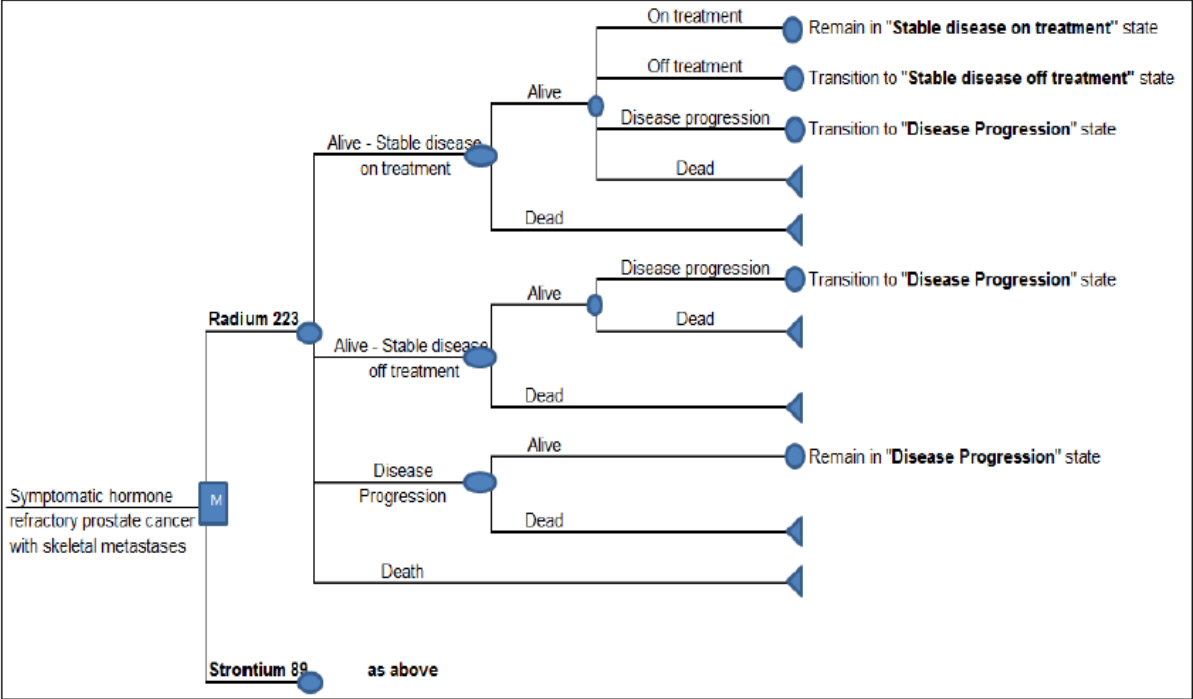 On treatment
Remain in "Stable disease on treatment" state
Off treatment
Transition to "Stable disease off treatment" state
Alive
Disease progression
Transition to "Disease Progression" state
Alive - Stable disease
on treatment
Dead
Dead
Disease progression
Transition to "Disease Progression" state
Alive
Radium 223
Dead
Alive - Stable disease
off treatment
Dead
Alive
Remain in "Disease Progression" state
Disease
Progression
M
Symptomatic hormone
refractory prostate cancer
with skeletal metastases
Dead
Death
Strontium 89
as above